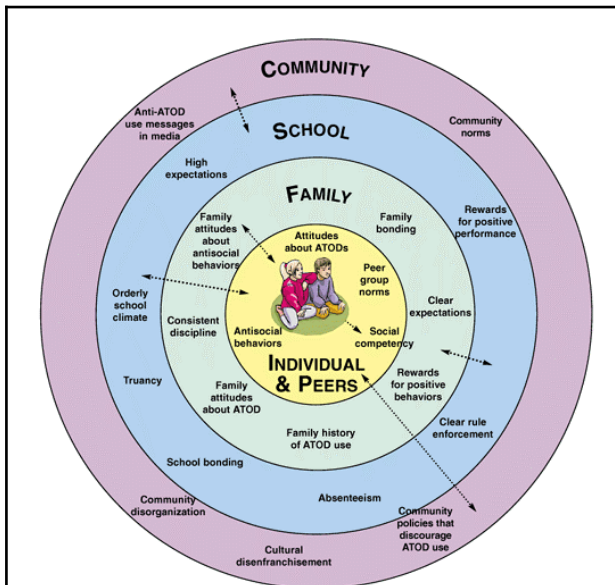 COMMUNITY
Anti-ATOD
use messages
in media
Community
norms
SCHOOL
High
expectations
Rewards
for positive
performance
Orderly
school
climate
Truancy
Clear rule
enforcement
School bonding
Absenteeism
FAMILY
Family
attitudes
about
antisocial
behaviors
Family
bonding
Consistent
discipline
Clear
expectations
Family
attitudes
about ATOD
Rewards
for positive
behaviors
Family history
of ATOD use
Attitudes
about ATODs
Peer
group
norms
Antisocial
behaviors
Social
competency
INDIVIDUAL
& PEERS
Community
disorganization
Cultural
disenfranchisement
Community
policies that
discourage
ATOD use